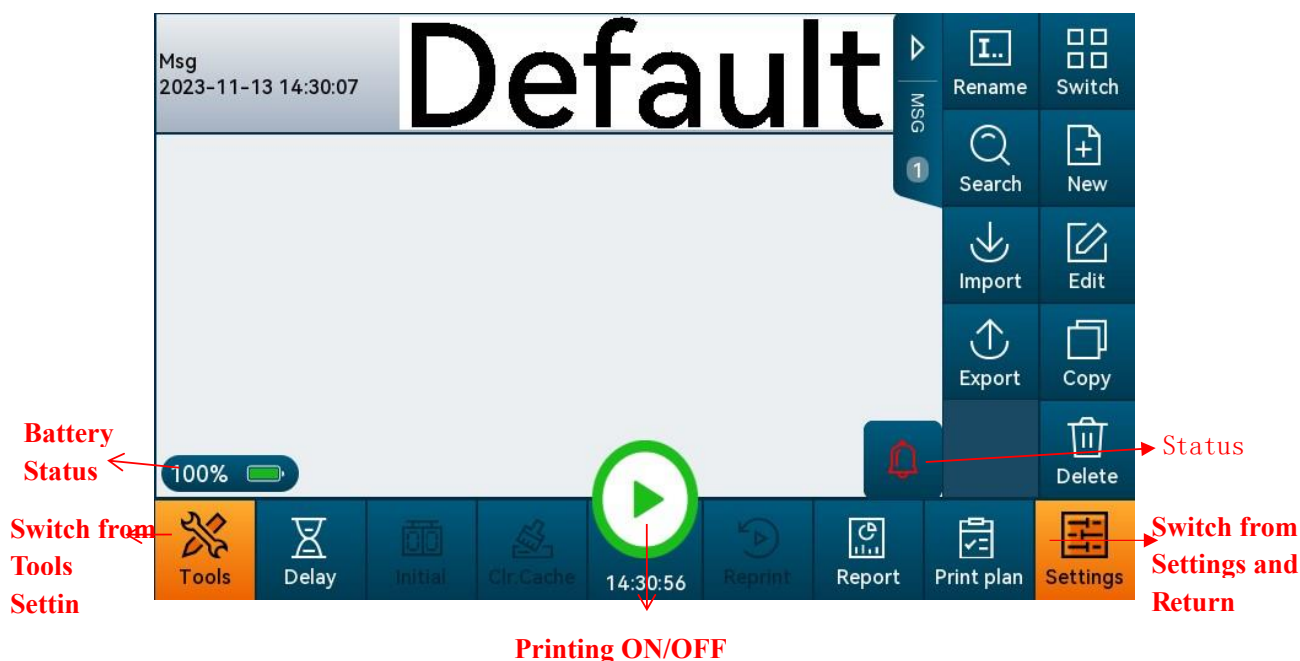 Msg
2023-11-13 14:30:07
Default
MSG
1
Rename
Switch
Search
New
Import
Edit
Export
Copy
Delete
Battery
Status
100%
Status
Switch from
Tools
Settin
Tools
Delay
Initial
Clr.Cache
14:30:56
Reprint
Report
Print plan
Settings
Switch from
Settings and
Return
Printing ON/OFF